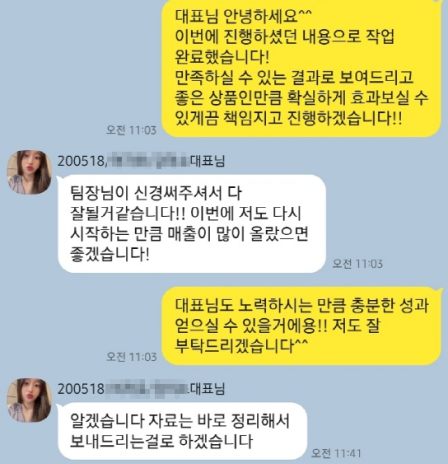 대표님 안녕하세요^^
이번에 진행하셨던 내용으로 작업
완료했습니다!
만족하실 수 있는 결과로 보여드리고
좋은 상품인만큼 확실하게 효과보실 수
있게끔 책임지고 진행하겠습니다!!
오전 11:03
200518, 대표님
팀장님이 신경써주셔서 다
잘될거같습니다!! 이번에 저도 다시
시작하는 만큼 매출이 많이 올랐으면
좋겠습니다!
오전 11:03
대표님도 노력하시는 만큼 충분한 성과
얻으실 수 있을거에용!! 저도 잘
부탁드리겠습니다^^
오전 11:03
200518 대표님
알겠습니다 자료는 바로 정리해서
보내드리는걸로 하겠습니다
오전 11:41